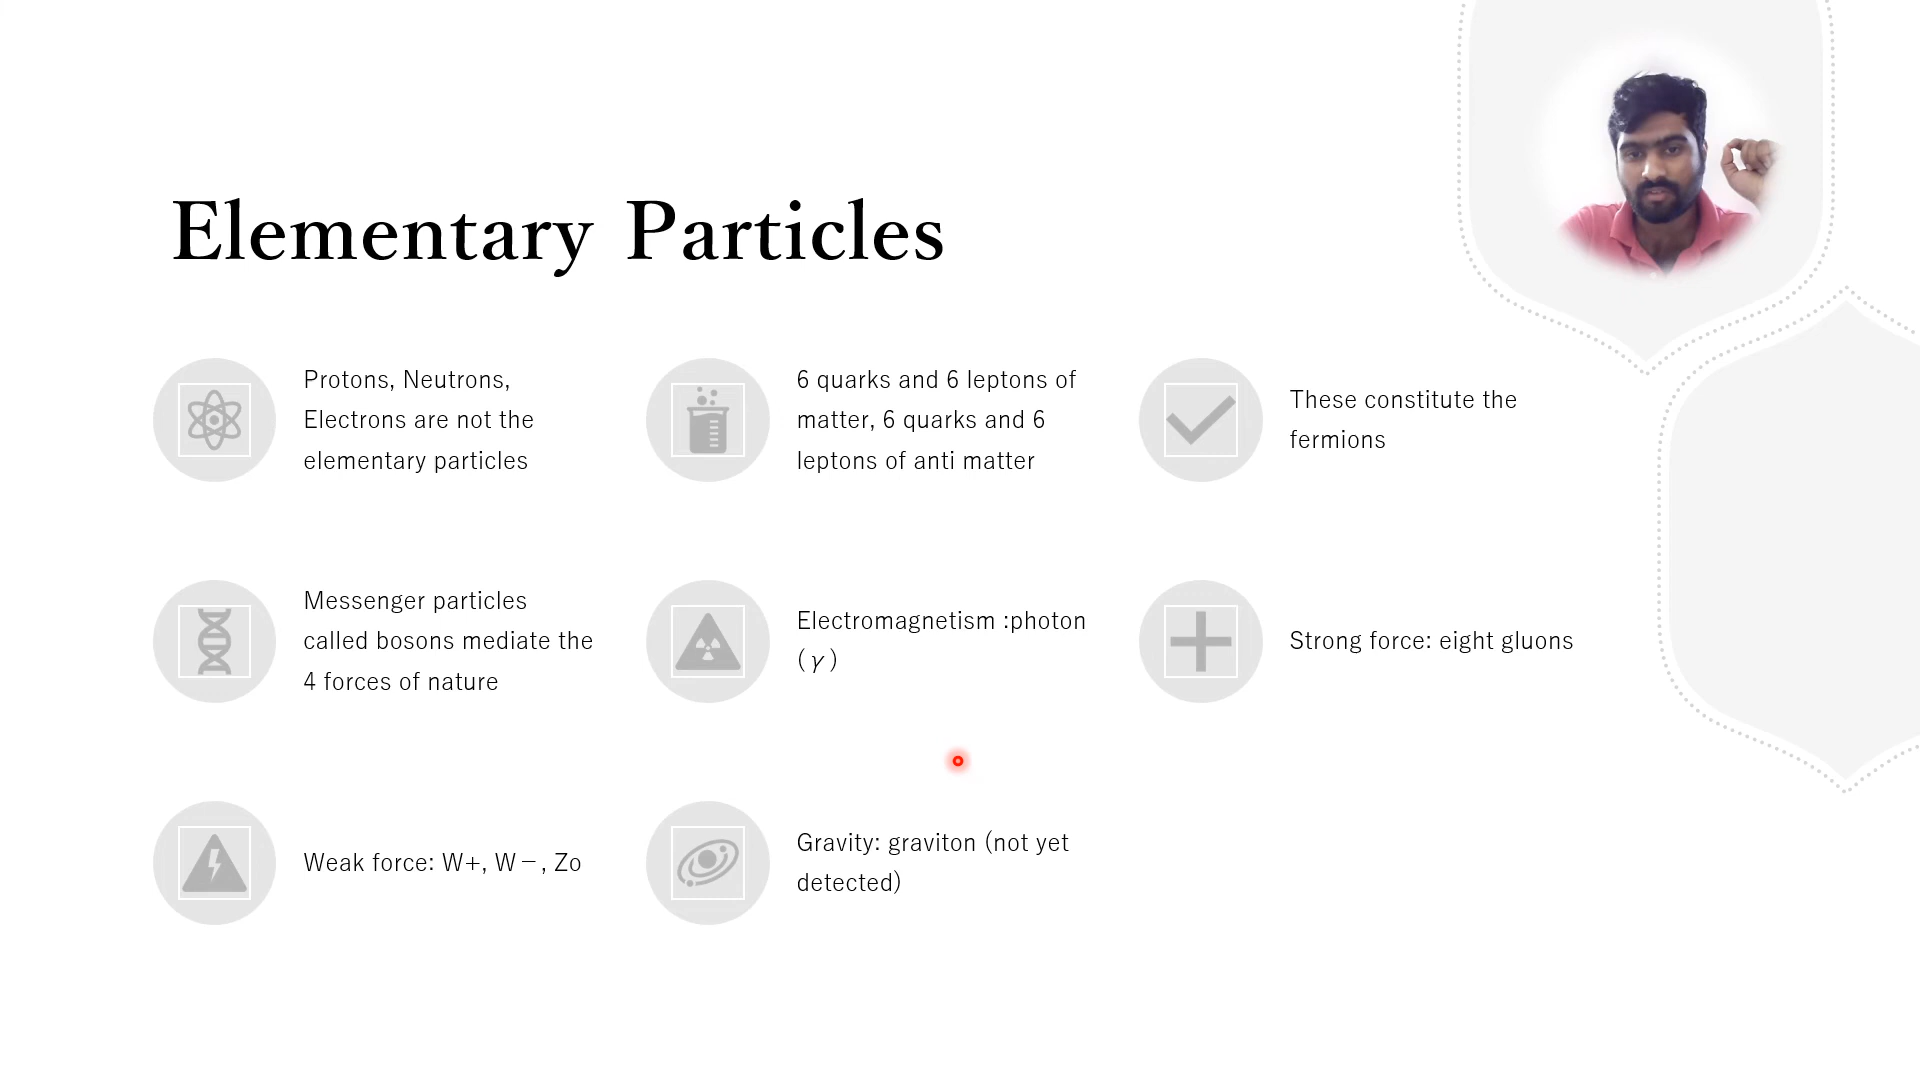 Elementary Particles
Protons, Neutrons,
Electrons are not the
elementary particles
6 quarks and 6 leptons of
matter, 6 quarks and 6
leptons of anti matter
These constitute the
fermions
Messenger particles
called bosons mediate the
4 forces of nature
Electromagnetism :photon
(γ)
Strong force: eight gluons
Weak force: W+, W−, Zo
Gravity: graviton (not yet
detected)